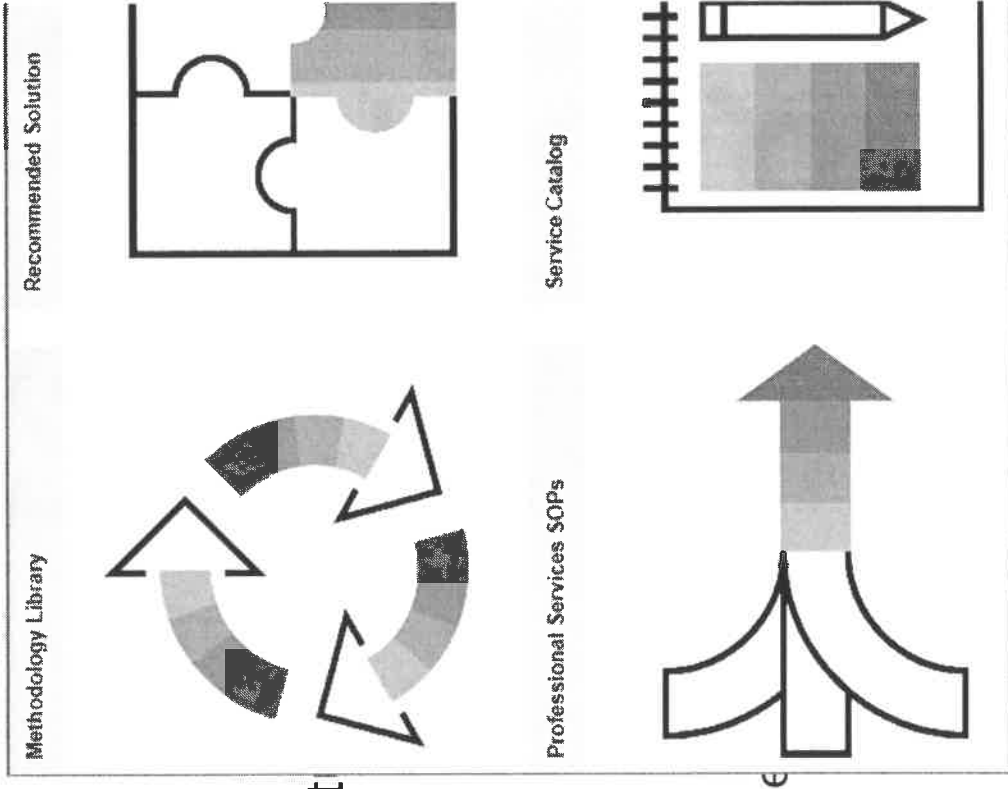 Methodology Library
Recommended Solution
Professional Services SOPs
Service Catalog
t
e